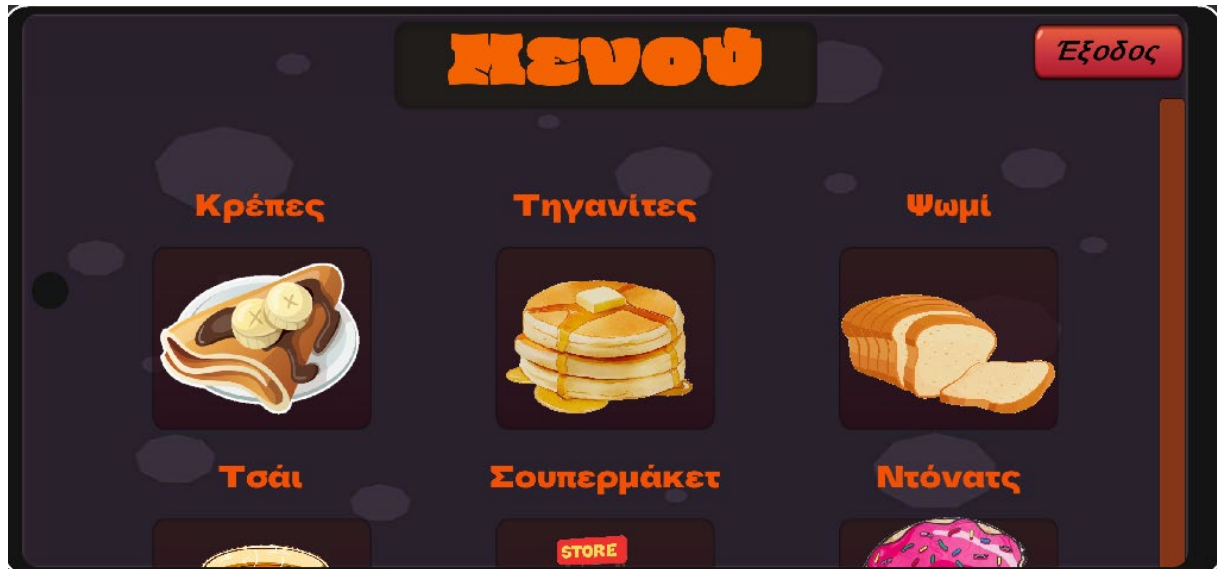 Μενού
Έξοδος
Κρέπες
Τηγανίτες
Ψωμί
Τσάι
Σουπερμάκετ
Ντόνατς
STORE